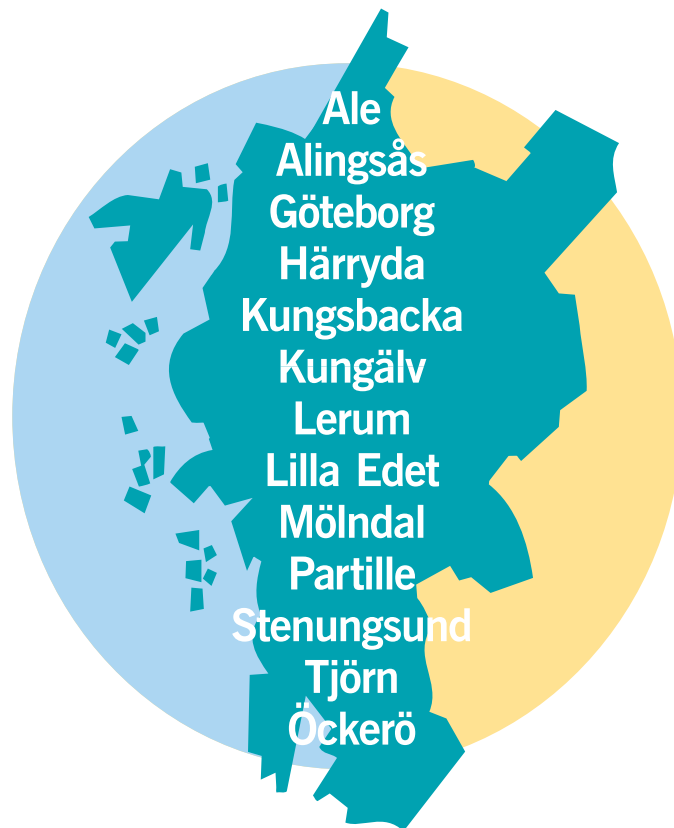 Ale
Alingsås
Göteborg
Härryda
Kungsbacka
Kungälv
Lerum
Lilla Edet
Mölndal
Partille
Stenungsund
Tjörn
Öckerö